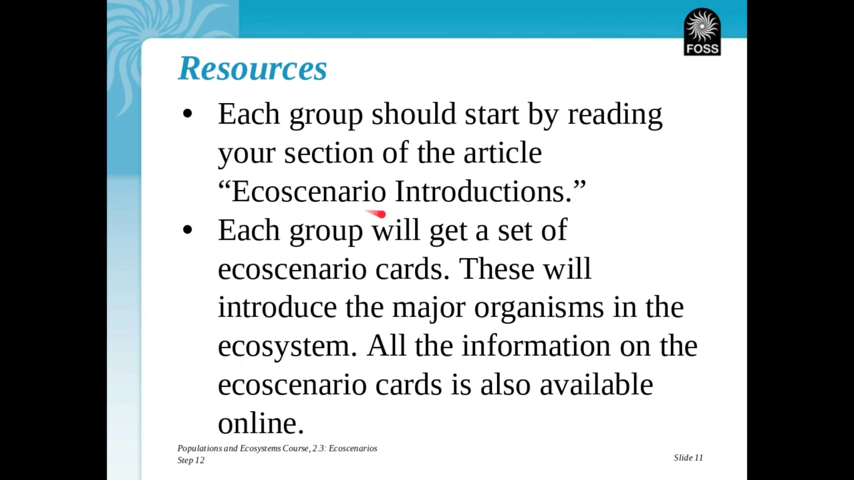 FOSS
Resources
• Each group should start by reading
your section of the article
“Ecoscenario Introductions.”
• Each group will get a set of
ecoscenario cards. These will
introduce the major organisms in the
ecosystem. All the information on the
ecoscenario cards is also available
online.
Populations and Ecosystems Course, 2.3: Ecoscenarios
Step 12
Slide 11